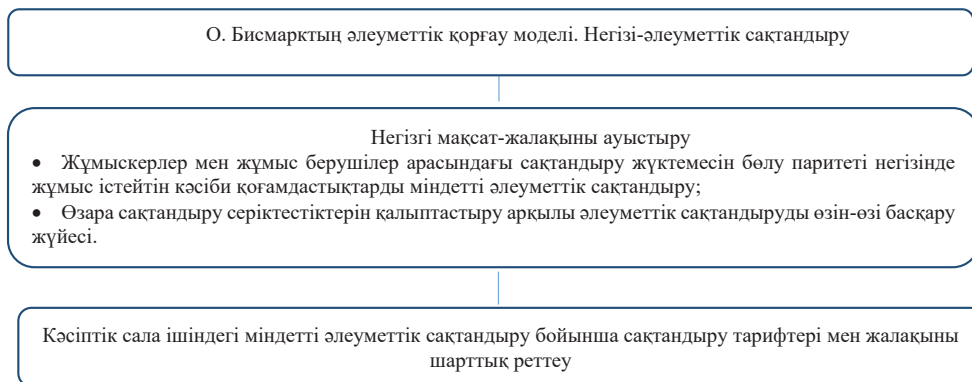 О. Бисмарктың әлеуметтік қорғау моделі. Негізі-әлеуметтік сақтандыру
Негізгі мақсат-жалақыны ауыстыру
• Жұмыскерлер мен жұмыс берушілер арасындағы сақтандыру жүктемесін бөлу паритеті негізінде
жұмыс істейтін кәсіби қоғамдастықтарды міндетті әлеуметтік сақтандыру;
• Өзара сақтандыру серіктестіктерін қалыптастыру арқылы әлеуметтік сақтандыруды өзін-өзі басқару
жүйесі.
Кәсіптік сала ішіндегі міндетті әлеуметтік сақтандыру бойынша сақтандыру тарифтері мен жалақыны
шарттық реттеу